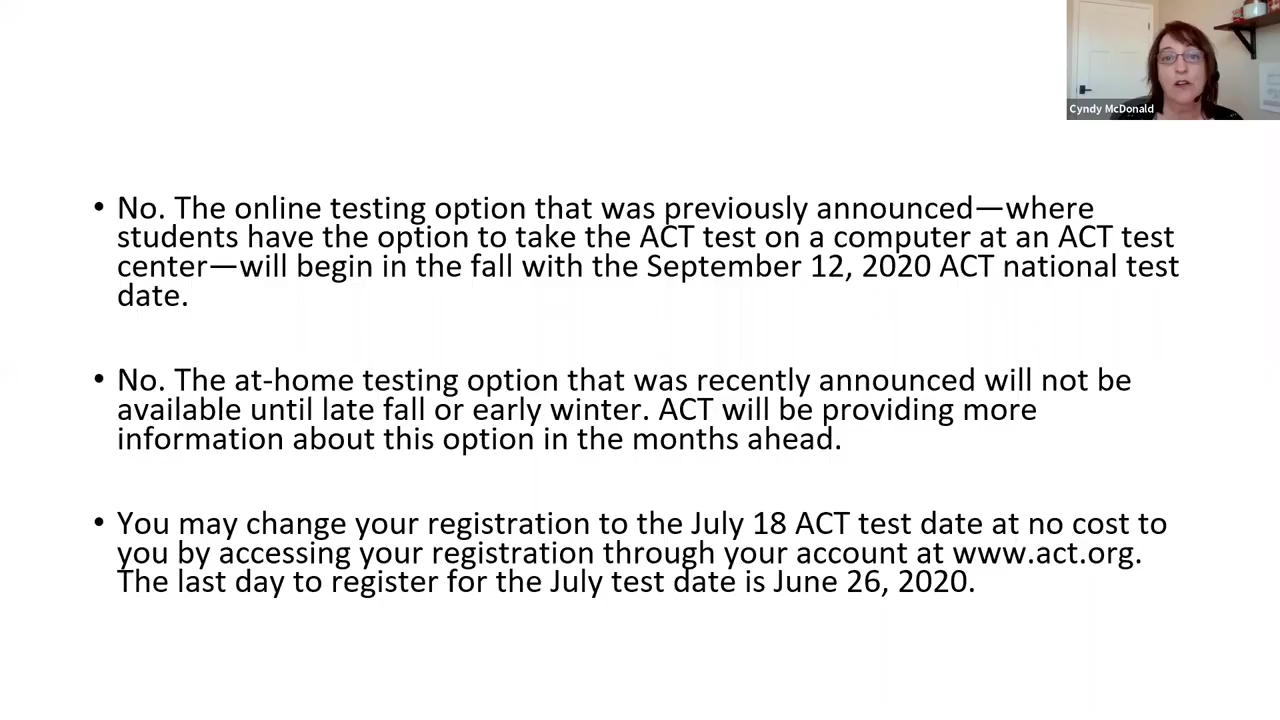 Cyndy McDonald
• No. The online testing option that was previously announced—where
students have the option to take the ACT test on a computer at an ACT test
center—will begin in the fall with the September 12, 2020 ACT national test
date.
• No. The at-home testing option that was recently announced will not be
available until late fall or early winter. ACT will be providing more
information about this option in the months ahead.
• You may change your registration to the July 18 ACT test date at no cost to
you by accessing your registration through your account at www.act.org.
The last day to register for the July test date is June 26, 2020.